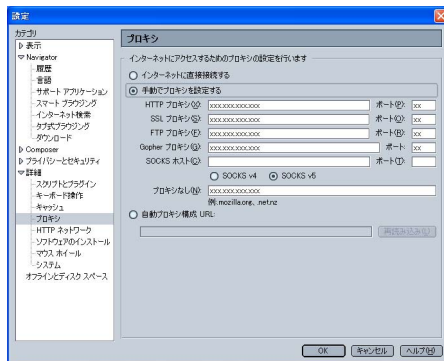 設定
カテゴリ
表示
Navigator
履歴
言語
サポート アプリケーション
スマート ブラウジング
インターネット検索
タブ式ブラウジング
ダウンロード
Composer
プライバシーとセキュリティ
詳細
スクリプトとプラグイン
キーボード操作
キャッシュ
プロキシ
HTTP ネットワーク
ソフトウェアのインストール
マウス ホイール
システム
オフラインとディスク スペース
プロキシ
インターネットにアクセスするためのプロキシの設定を行います
インターネットに直接接続する
手動でプロキシを設定する
HTTP プロキシ(X): xxx.xxx.xxx.xxx ポート(P): xx
SSL プロキシ(S): xxx.xxx.xxx.xxx ポート(O): xx
FTP プロキシ(F): xxx.xxx.xxx.xxx ポート(R): xx
Gopher プロキシ(G): xxx.xxx.xxx.xxx ポート: xx
SOCKS ホスト(C): ポート(T):
SOCKS v4 SOCKS v5
プロキシなし(N): xxx.xxx.xxx.xxx
例: mozilla.org, .net.nz
自動プロキシ構成 URL:
再読み込み(L)
OK キャンセル ヘルプ(H)